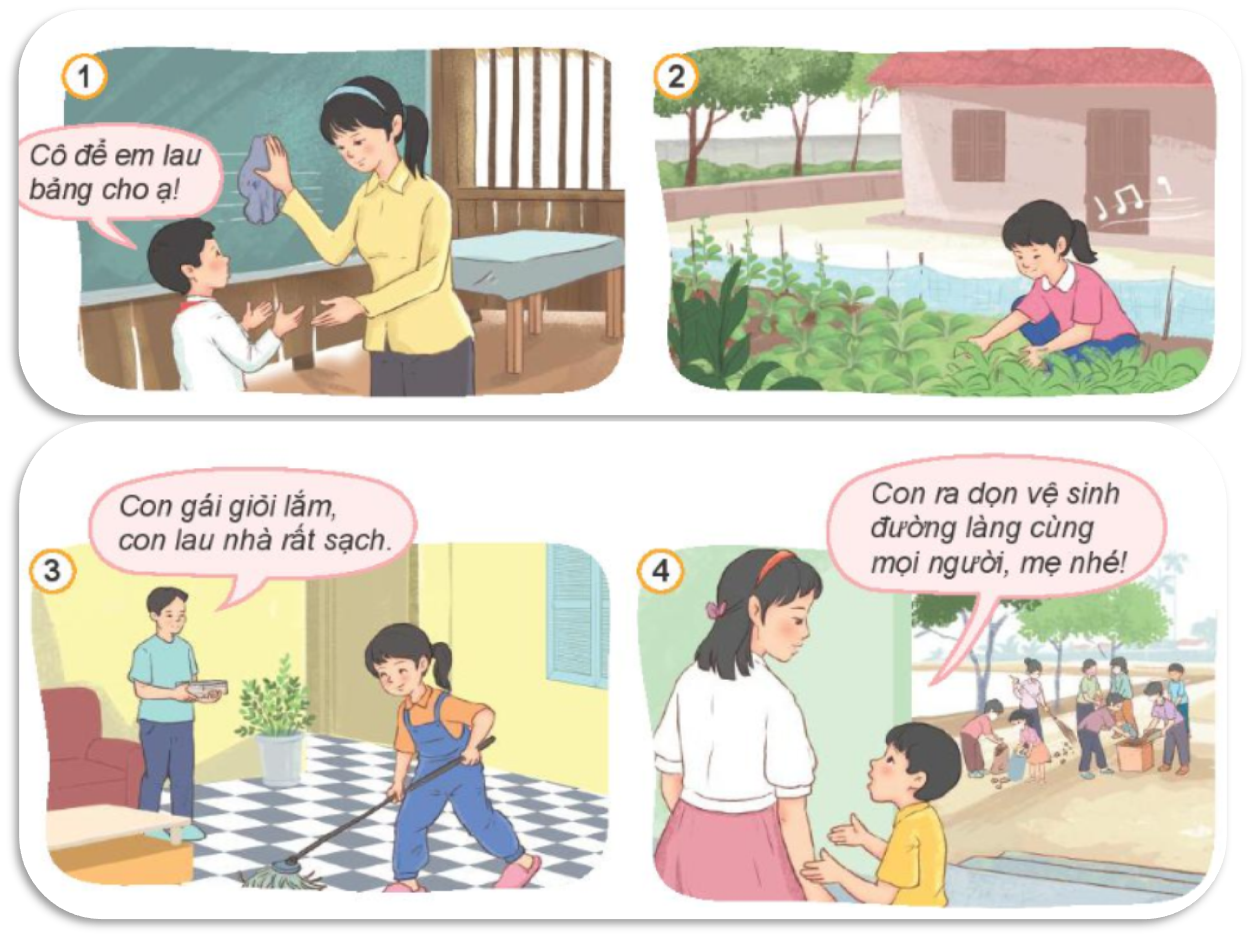 1
Cô để em lau
bảng cho ạ!
2
3
Con gái giỏi lắm,
con lau nhà rất sạch.
4
Con ra dọn vệ sinh
đường làng cùng
mọi người, mẹ nhé!